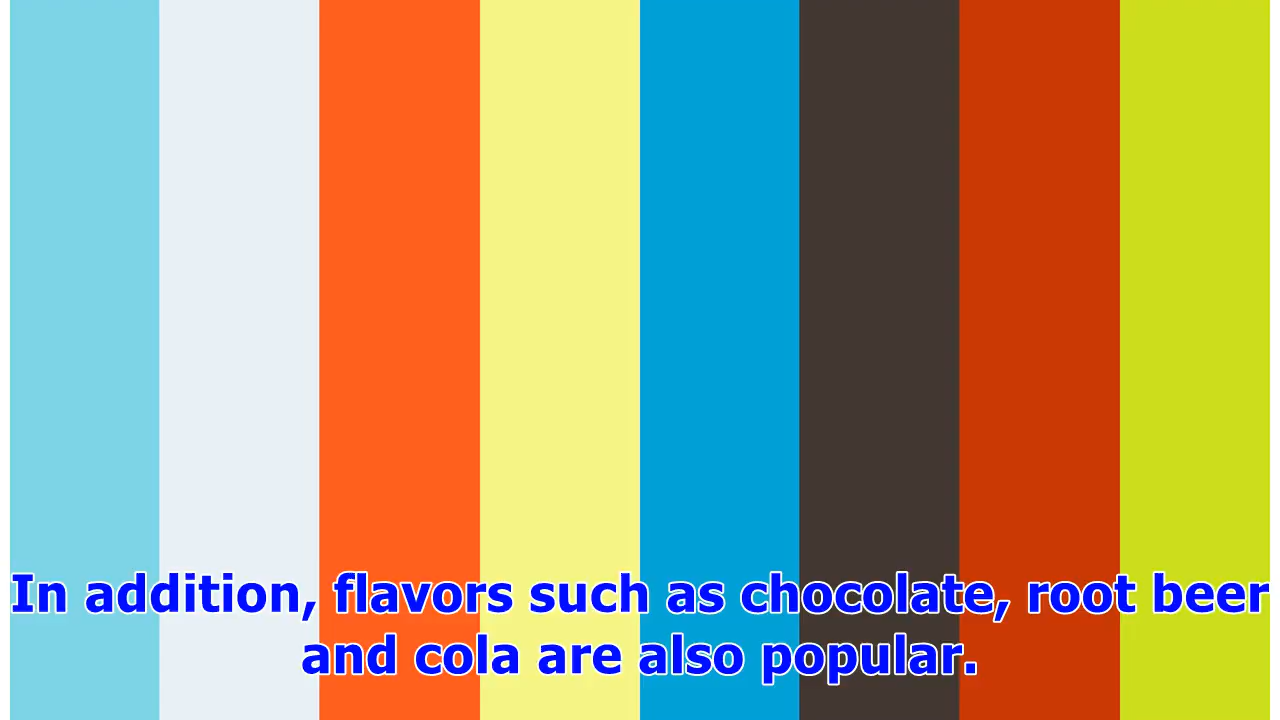 In addition, flavors such as chocolate, root beer
and cola are also popular.